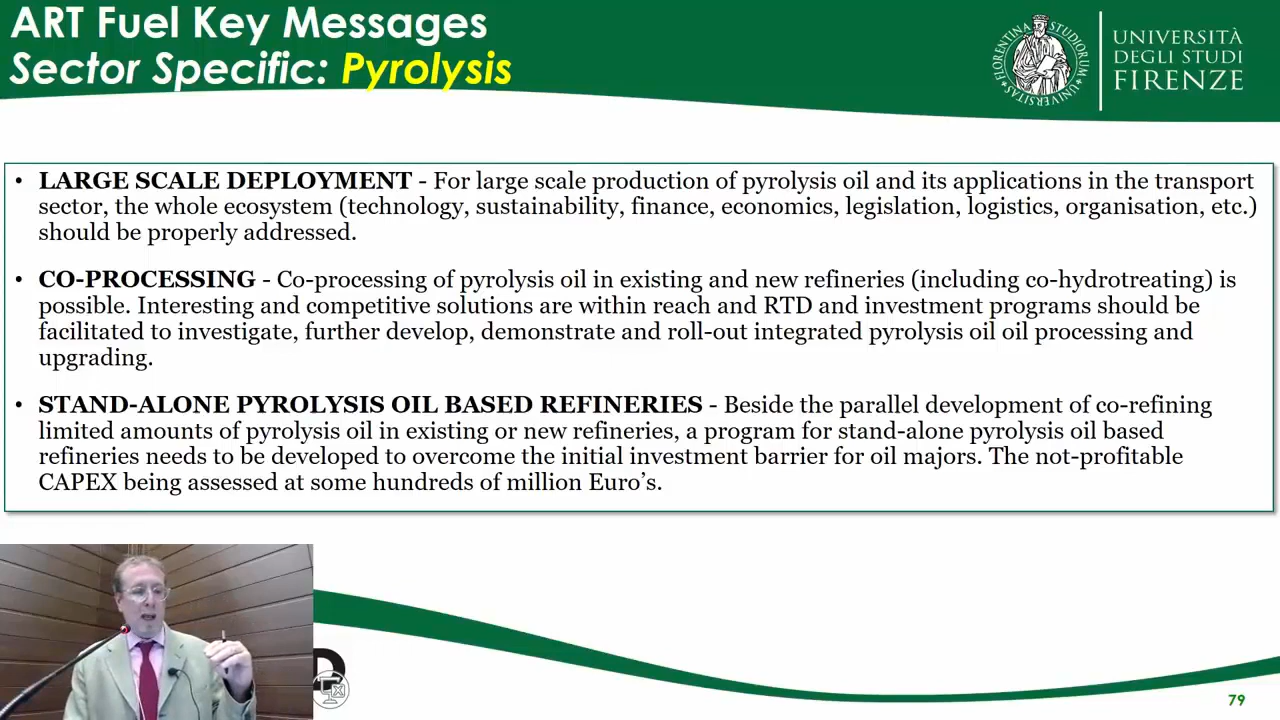 ART Fuel Key Messages
Sector Specific: Pyrolysis
FLORENTINA STUDIORUM UNIVERSITAS
UNIVERSITÀ
DEGLI STUDI
FIRENZE
• LARGE SCALE DEPLOYMENT - For large scale production of pyrolysis oil and its applications in the transport
sector, the whole ecosystem (technology, sustainability, finance, economics, legislation, logistics, organisation, etc.)
should be properly addressed.
• CO-PROCESSING - Co-processing of pyrolysis oil in existing and new refineries (including co-hydrotreating) is
possible. Interesting and competitive solutions are within reach and RTD and investment programs should be
facilitated to investigate, further develop, demonstrate and roll-out integrated pyrolysis oil oil processing and
upgrading.
• STAND-ALONE PYROLYSIS OIL BASED REFINERIES - Beside the parallel development of co-refining
limited amounts of pyrolysis oil in existing or new refineries, a program for stand-alone pyrolysis oil based
refineries needs to be developed to overcome the initial investment barrier for oil majors. The not-profitable
CAPEX being assessed at some hundreds of million Euro's.
79